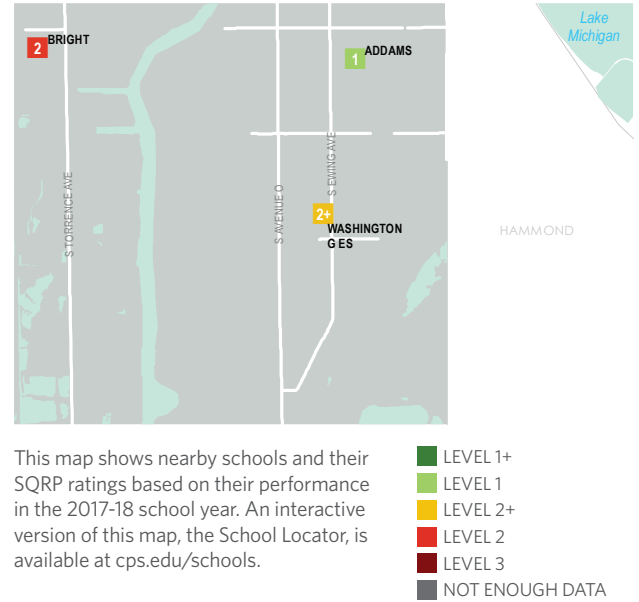 Lake
Michigan
2
BRIGHT
1
ADDAMS
S TORRENCE AVE
S AVENUE O
S EWING AVE
2+
WASHINGTON
G ES
HAMMOND
This map shows nearby schools and their
SQRP ratings based on their performance
in the 2017-18 school year. An interactive
version of this map, the School Locator, is
available at cps.edu/schools.
LEVEL 1+
LEVEL 1
LEVEL 2+
LEVEL 2
LEVEL 3
NOT ENOUGH DATA